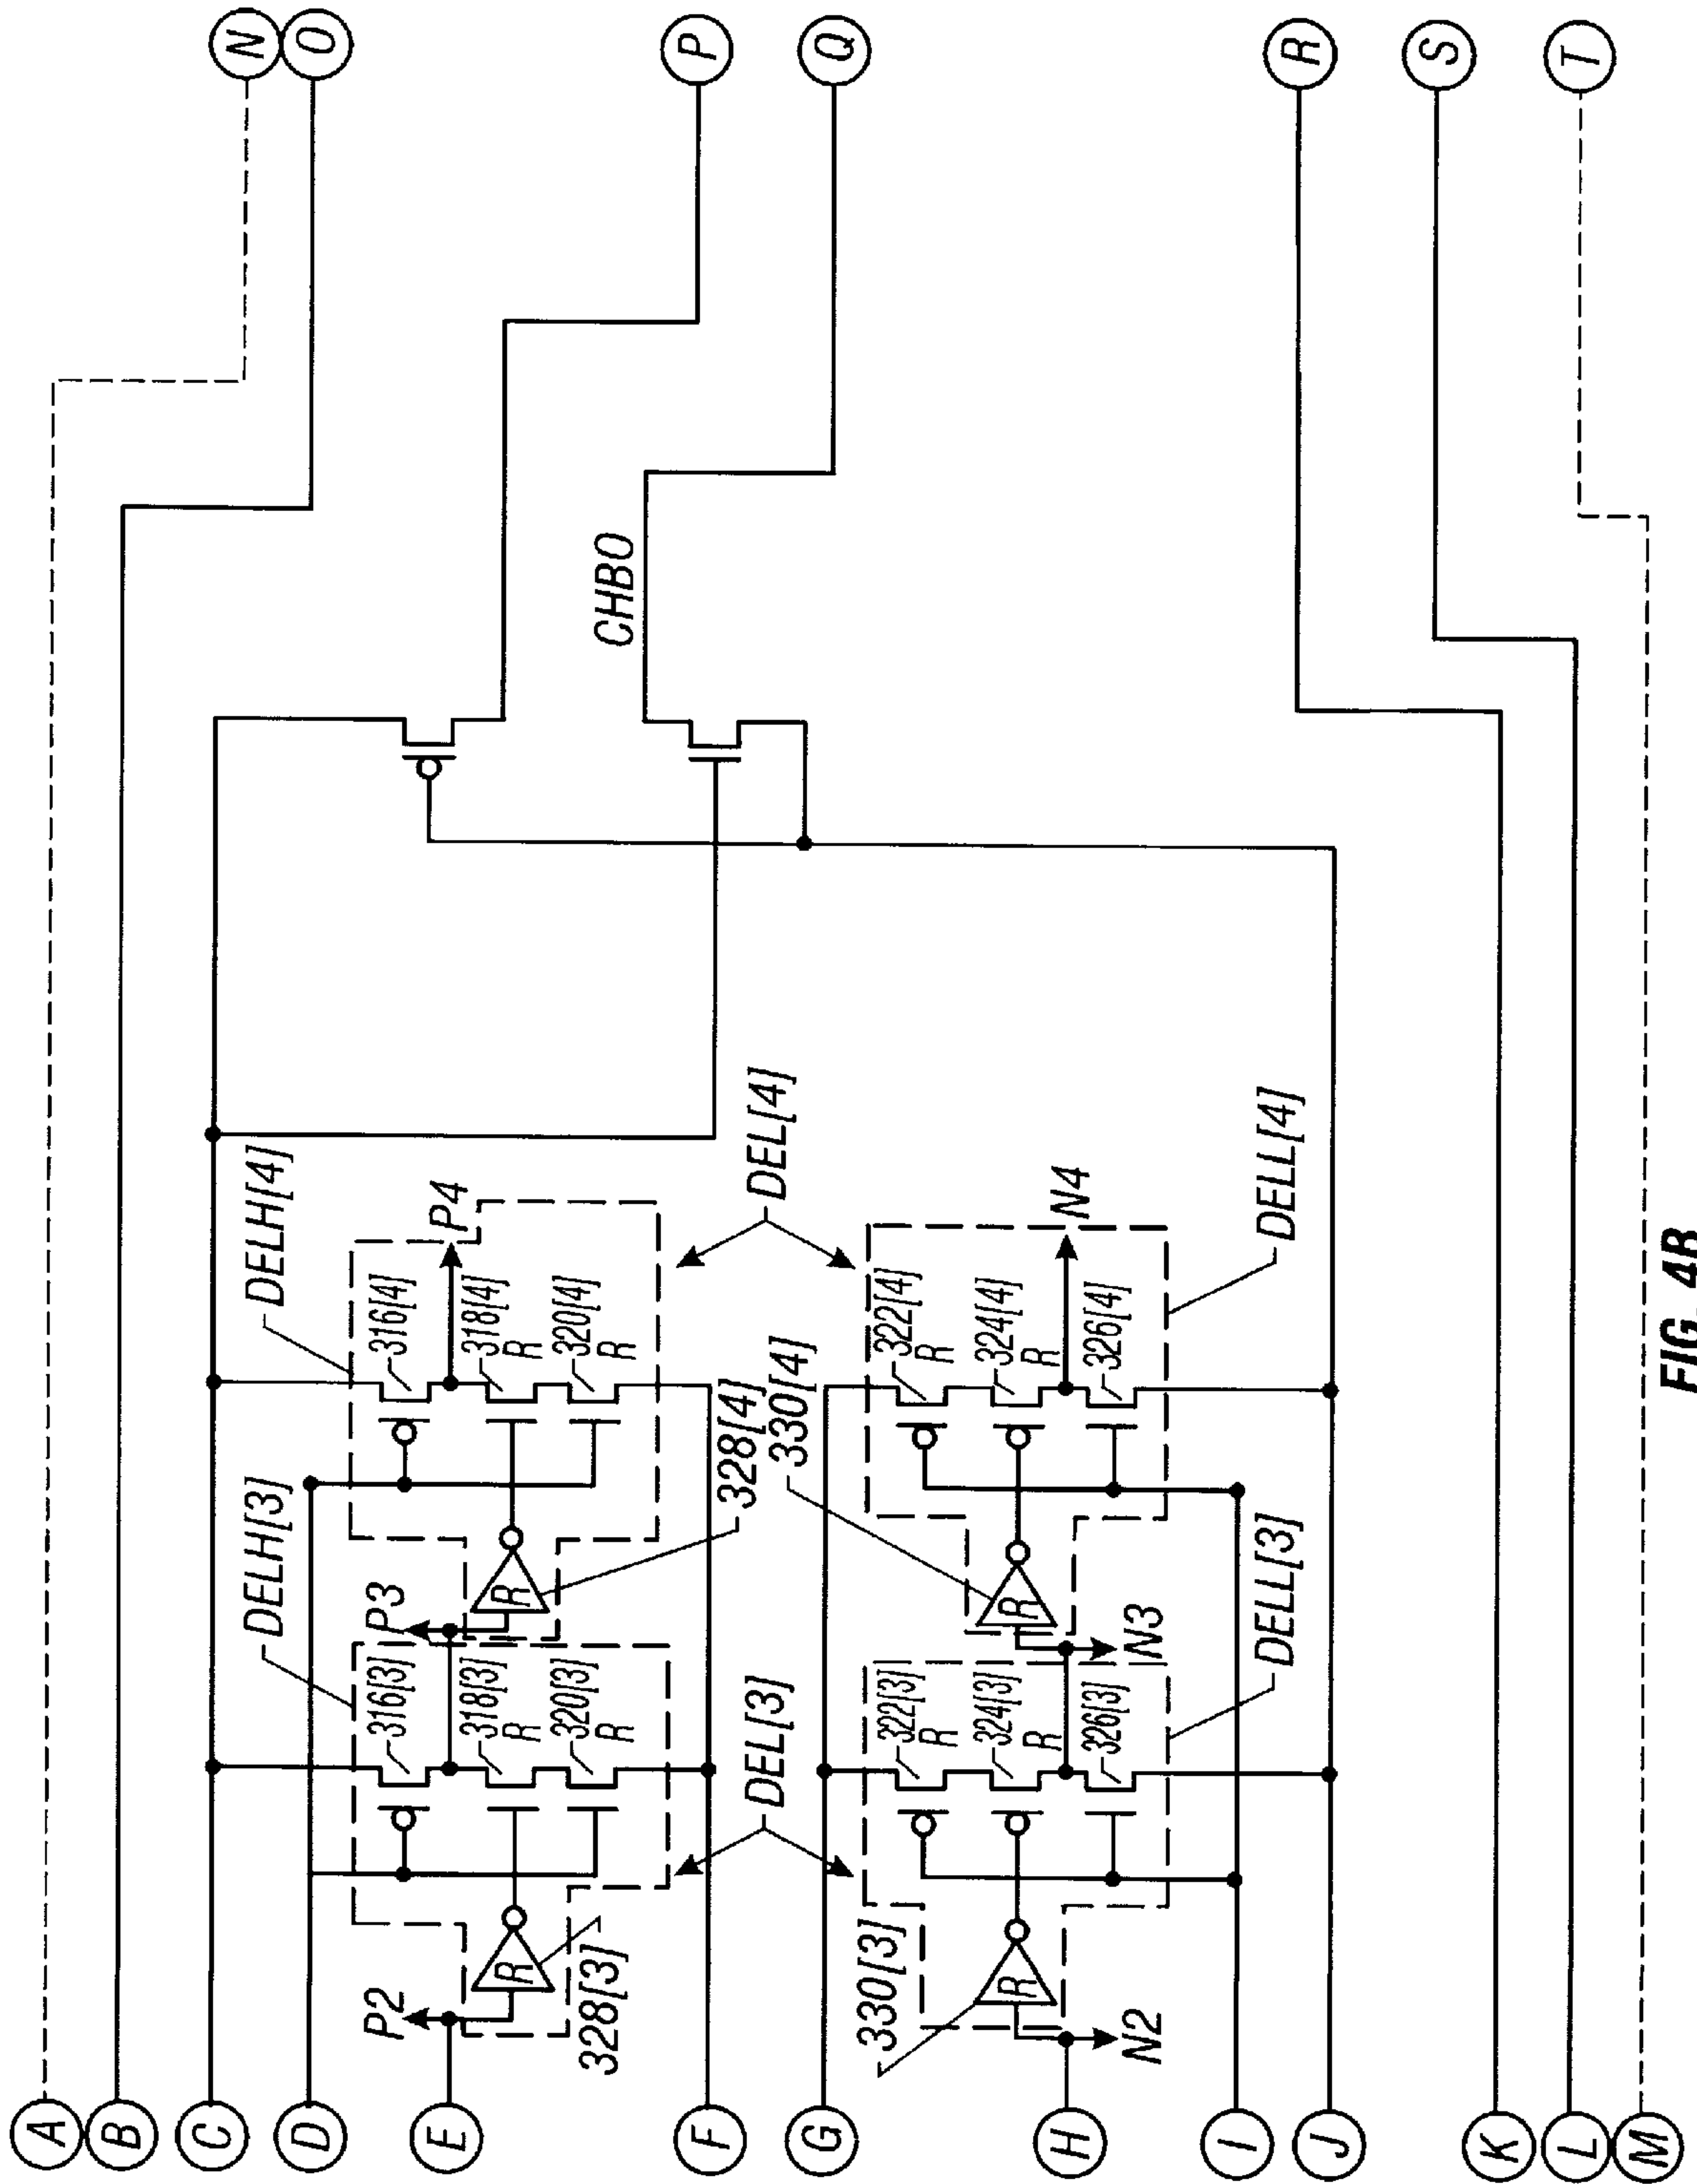 A
B
C
D
E
F
G
H
I
J
K
L
M
N
O
P
Q
R
S
T
DELH[3]
316[3]
318[3]
R
320[3]
R
P2
R
328[3]
P3
DEL[3]
322[3]
R
324[3]
R
326[3]
330[3]
R
N2
N3
DELL[3]
DELH[4]
316[4]
P4
318[4]
R
320[4]
R
R
328[4]
DEL[4]
330[4]
322[4]
R
324[4]
R
326[4]
R
N4
DELL[4]
CHBO
FIG. 4B